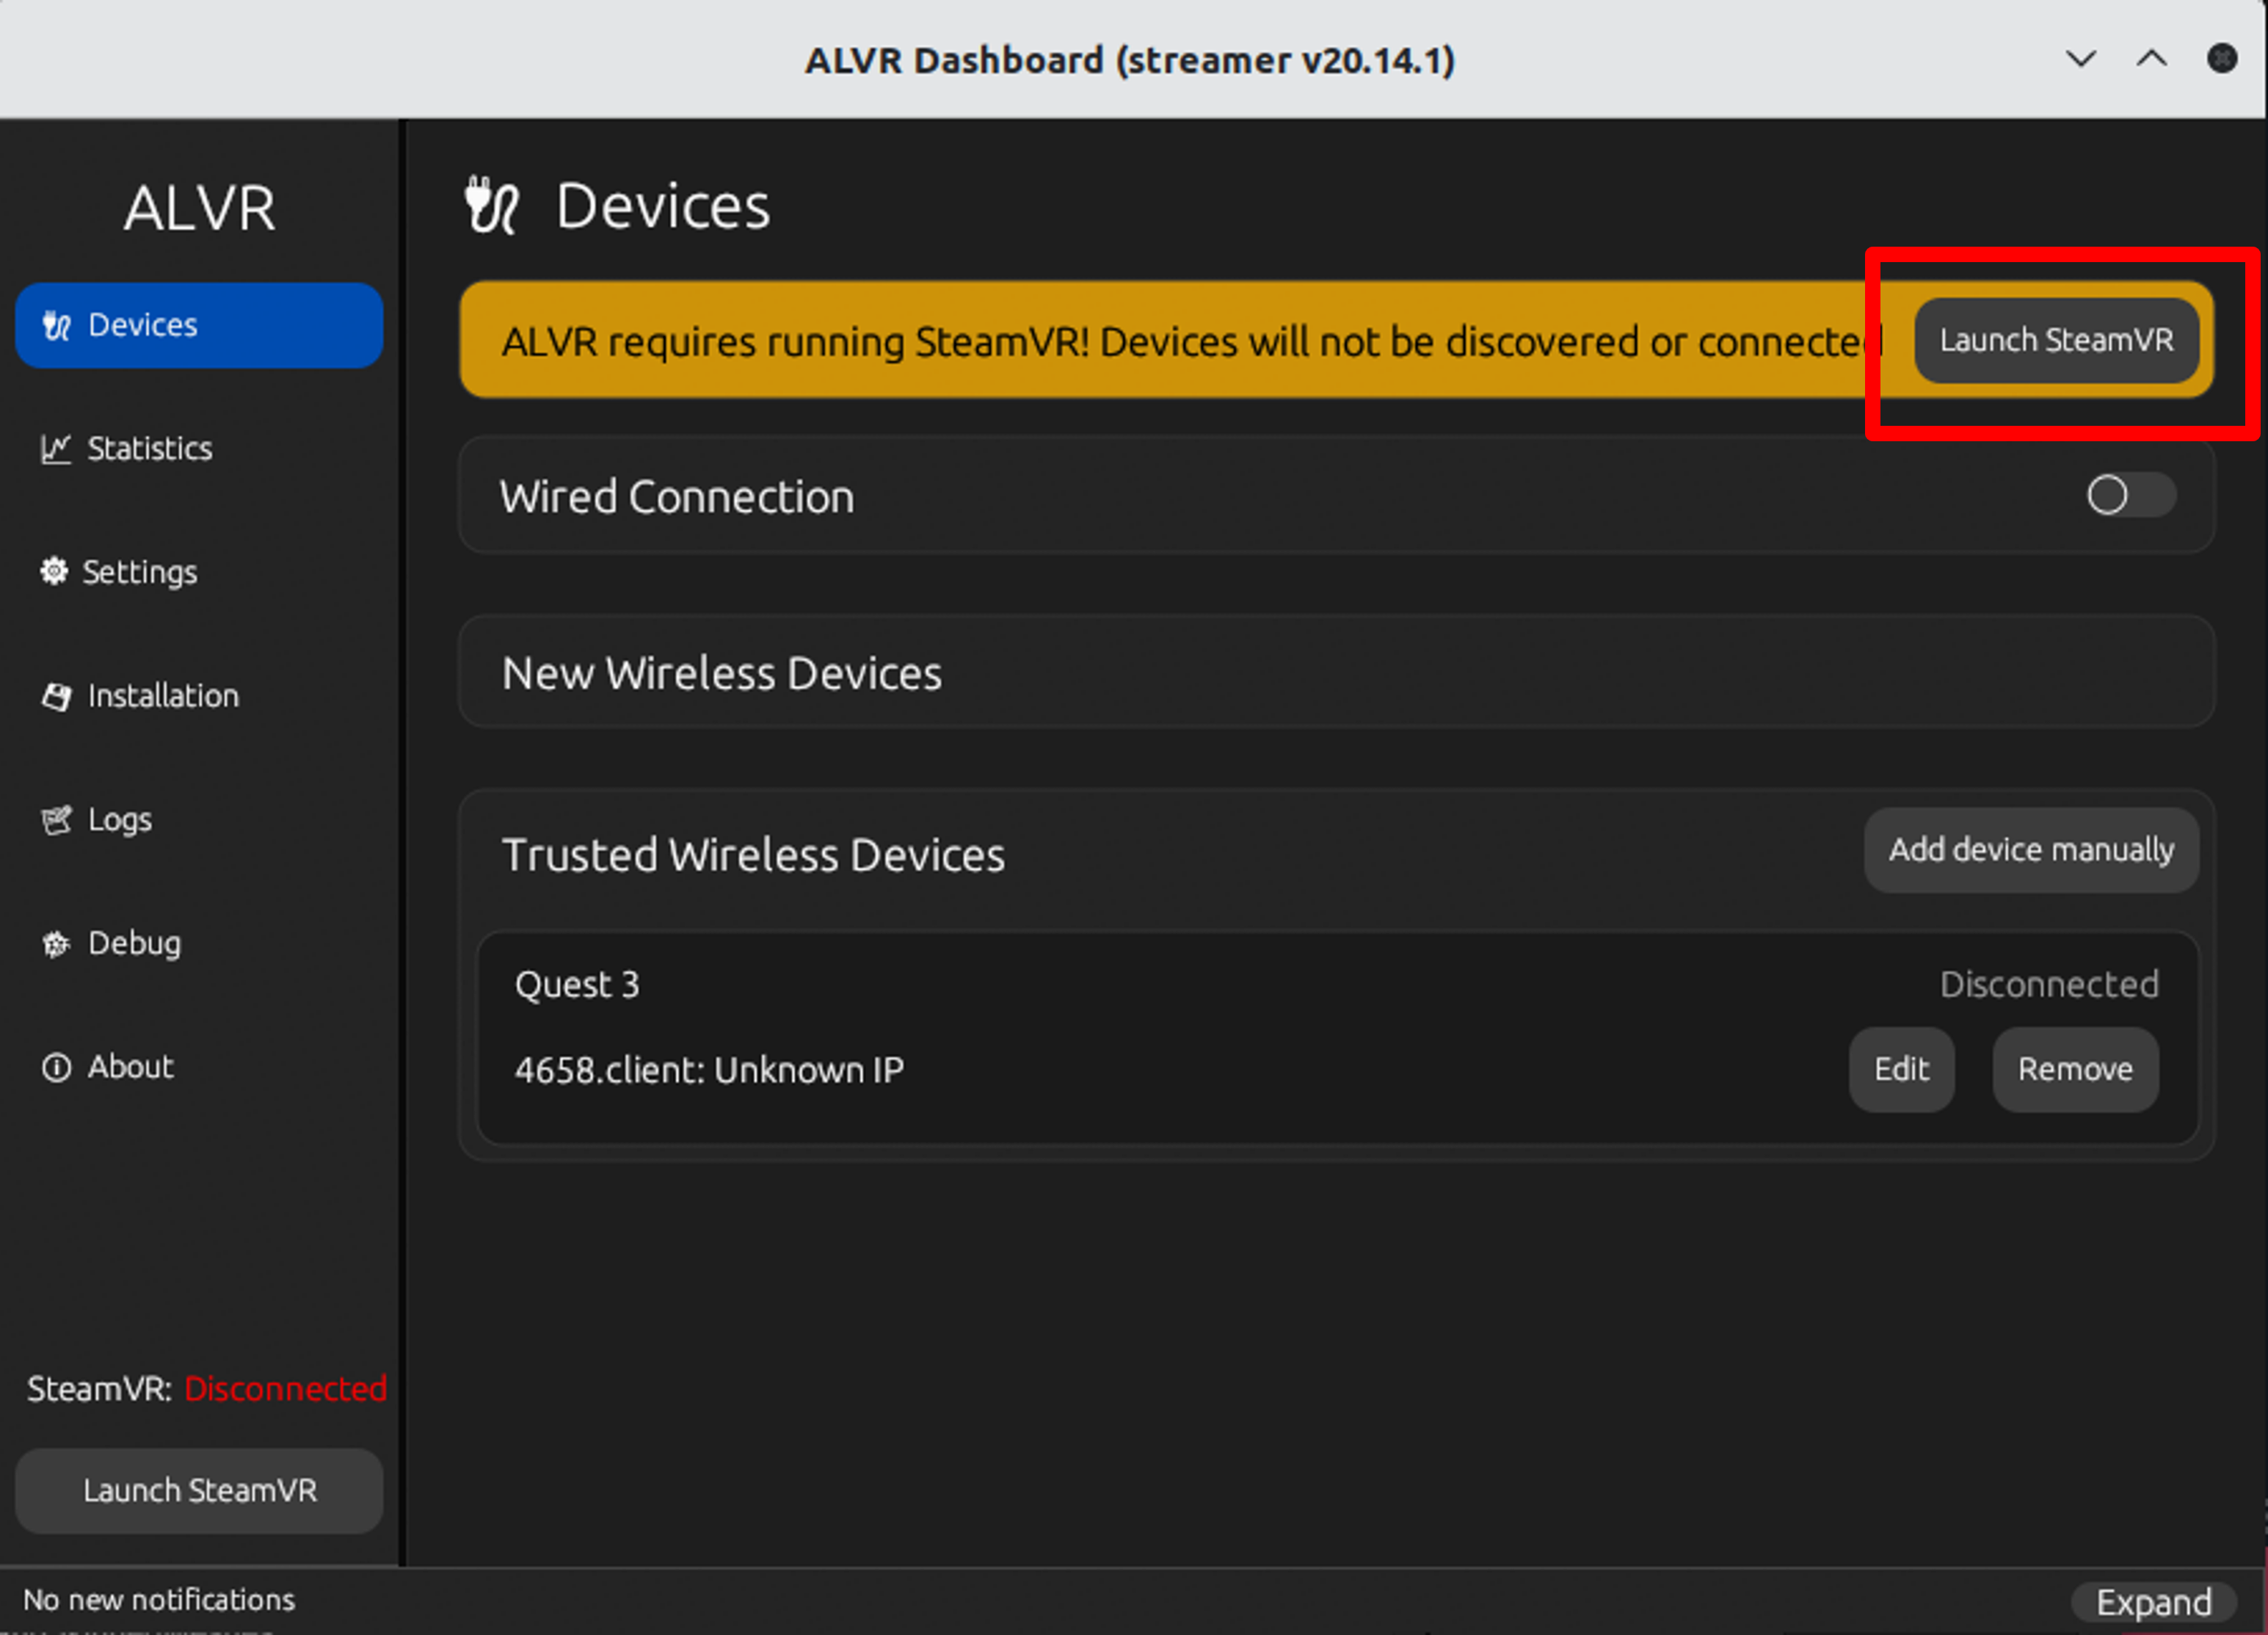 ALVR Dashboard (streamer v20.14.1)
ALVR
Devices
Statistics
Settings
Installation
Logs
Debug
About
SteamVR: Disconnected
Launch SteamVR
Devices
ALVR requires running SteamVR! Devices will not be discovered or connected
Launch SteamVR
Wired Connection
New Wireless Devices
Trusted Wireless Devices
Add device manually
Quest 3
Disconnected
4658.client: Unknown IP
Edit
Remove
No new notifications
Expand